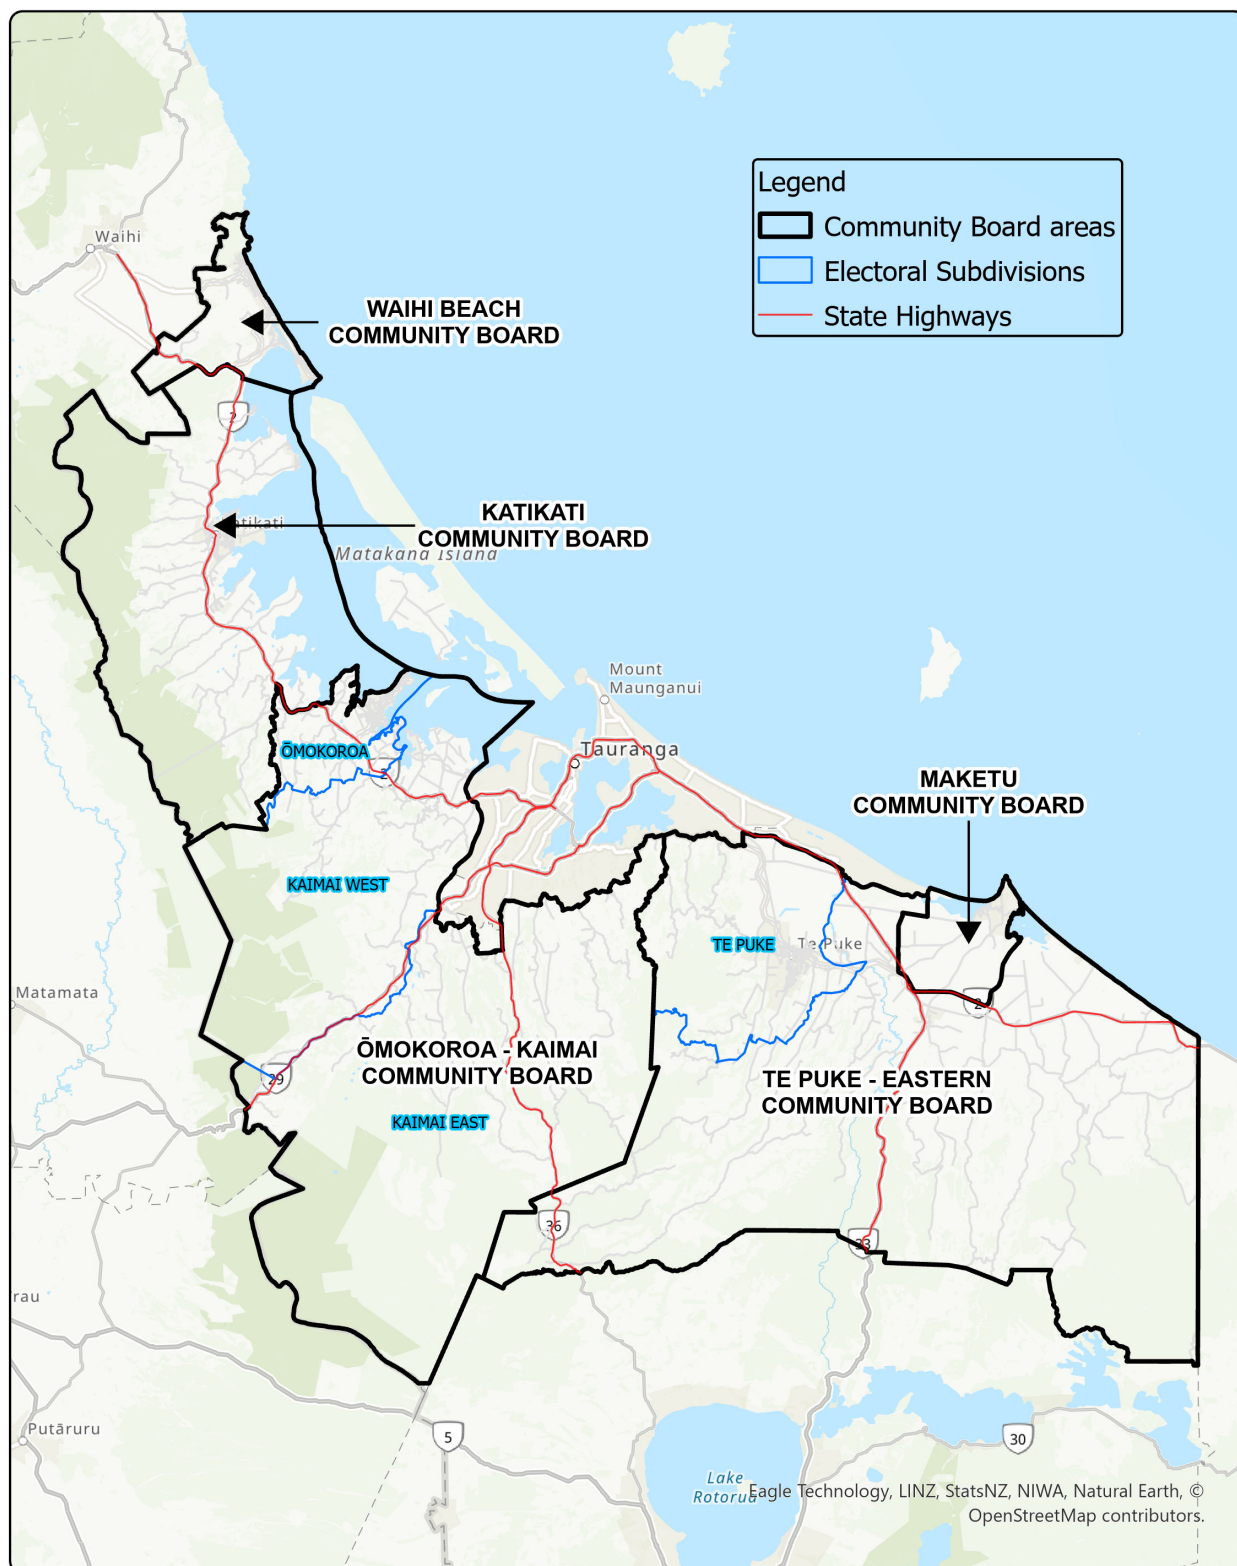 Legend
Community Board areas
Electoral Subdivisions
State Highways
Waihi
WAIHI BEACH
COMMUNITY BOARD
2
KATIKATI
COMMUNITY BOARD
Matakana Island
Mount
Maunganui
Tauranga
ŌMOKOROA
2
MAKETU
COMMUNITY BOARD
KAIMAI WEST
TE PUKE
Te Puke
Matamata
2
ŌMOKOROA - KAIMAI
COMMUNITY BOARD
29
TE PUKE - EASTERN
COMMUNITY BOARD
KAIMAI EAST
36
33
rau
Putāruru
5
30
Lake
Rotorua
Eagle Technology, LINZ, StatsNZ, NIWA, Natural Earth, ©
OpenStreetMap contributors.